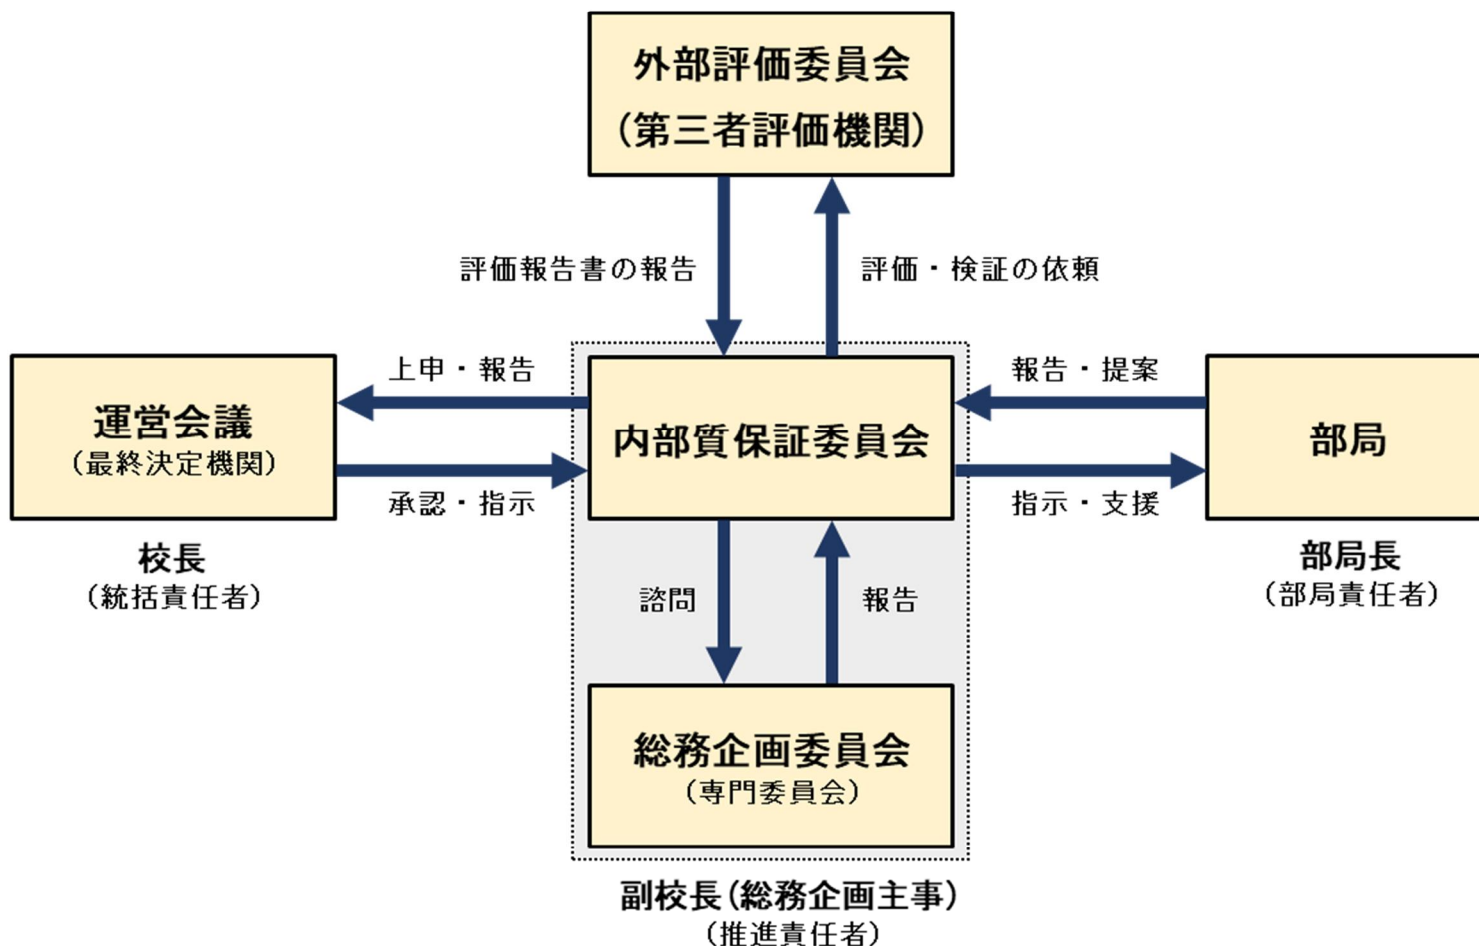 外部評価委員会
(第三者評価機関)
評価報告書の報告
評価・検証の依頼
上申・報告
報告・提案
運営会議
(最終決定機関)
内部質保証委員会
部局
承認・指示
指示・支援
校長
(統括責任者)
部局長
(部局責任者)
諮問
報告
総務企画委員会
(専門委員会)
副校長(総務企画主事)
(推進責任者)